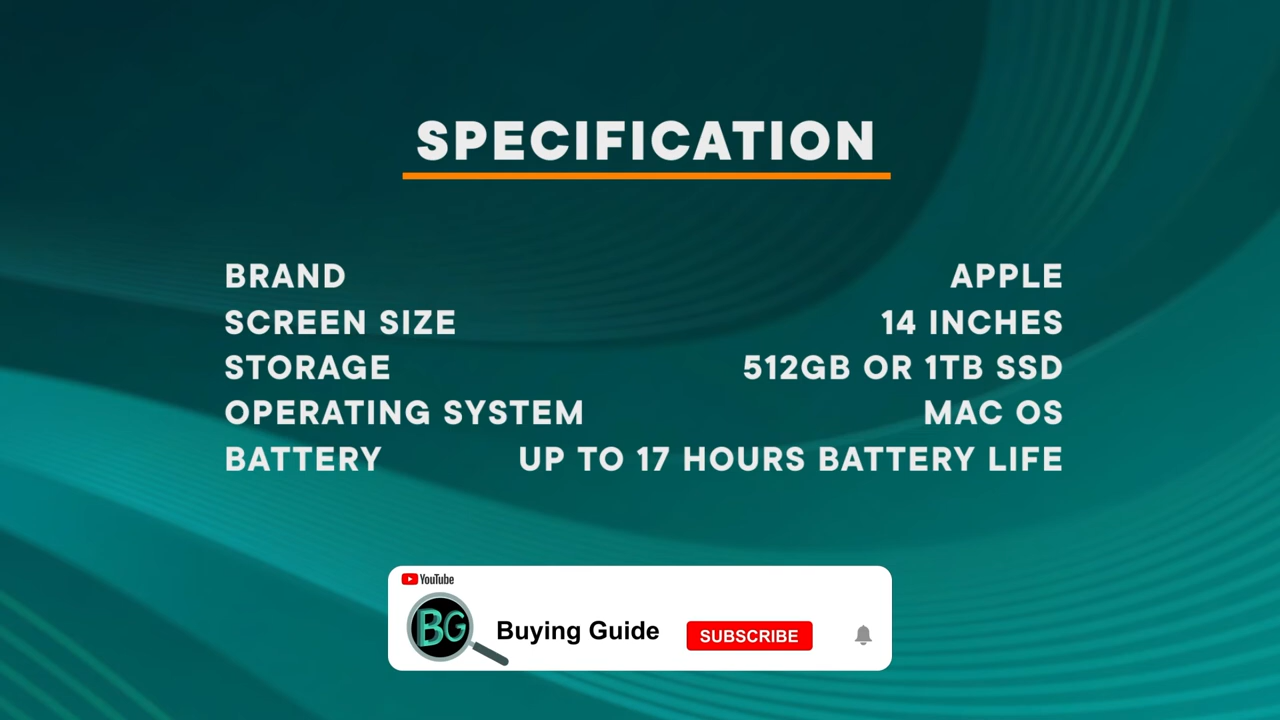 SPECIFICATION
BRAND APPLE
SCREEN SIZE 14 INCHES
STORAGE 512GB OR 1TB SSD
OPERATING SYSTEM MAC OS
BATTERY UP TO 17 HOURS BATTERY LIFE
YouTube
BG
Buying Guide
SUBSCRIBE